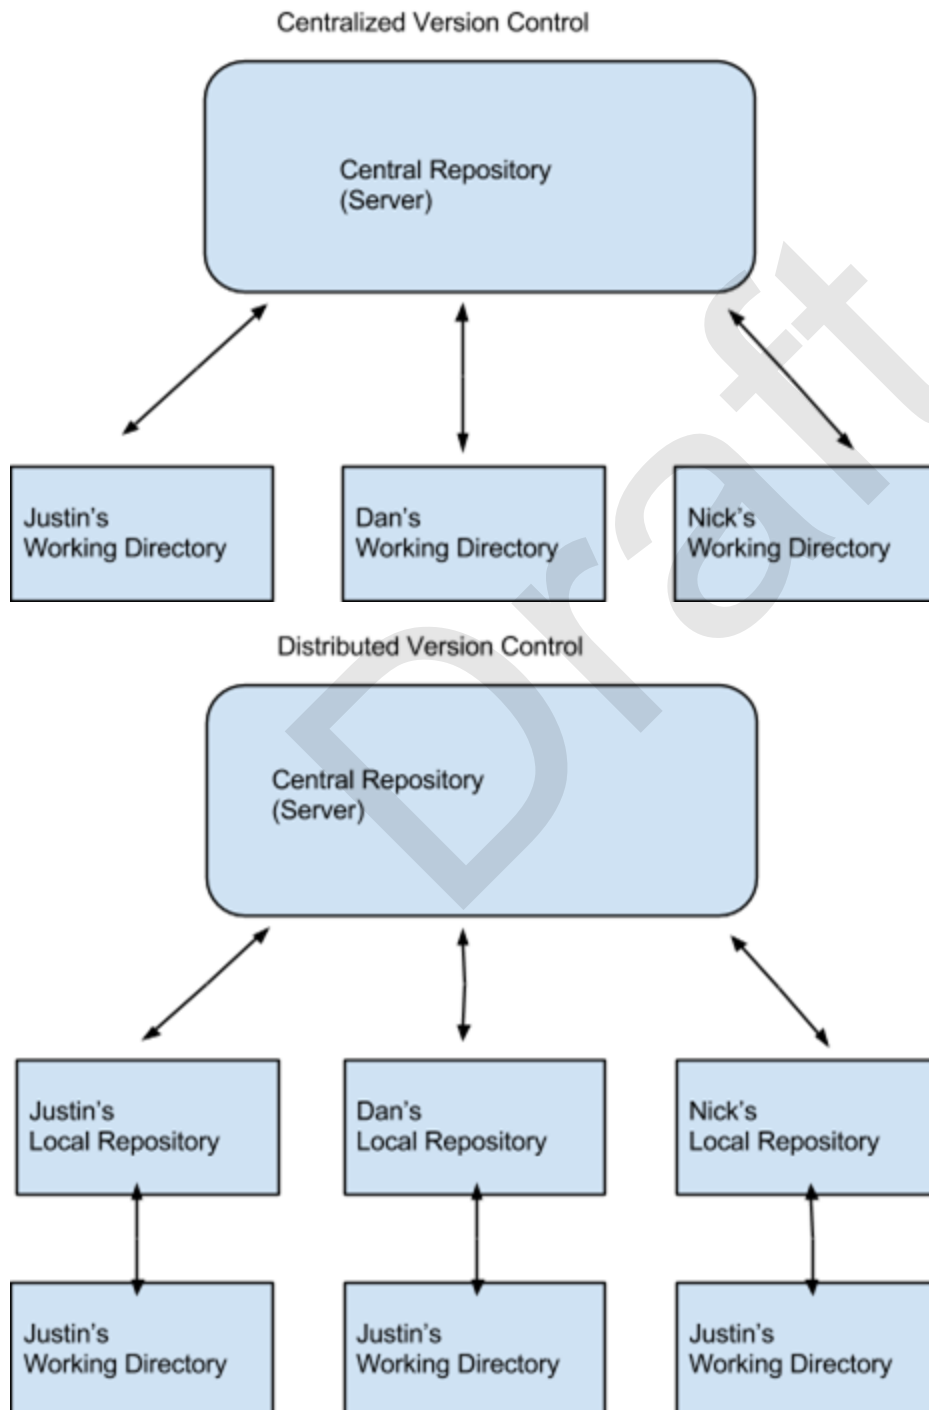 Centralized Version Control
Central Repository
(Server)
Justin's
Working Directory
Dan's
Working Directory
Nick's
Working Directory
Distributed Version Control
Central Repository
(Server)
Justin's
Local Repository
Dan's
Local Repository
Nick's
Local Repository
Justin's
Working Directory
Justin's
Working Directory
Justin's
Working Directory
Draft